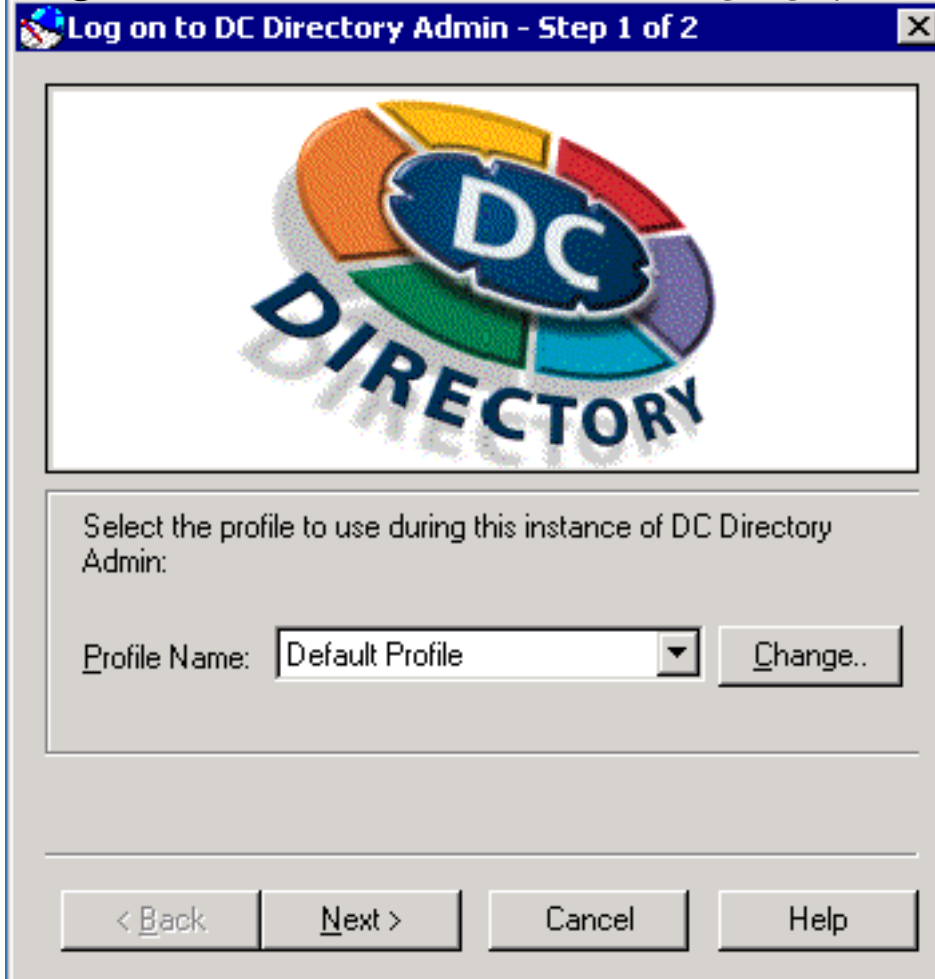 Log on to DC Directory Admin - Step 1 of 2
DC
DIRECTORY
Select the profile to use during this instance of DC Directory
Admin:
Profile Name: Default Profile Change..
< Back Next > Cancel Help